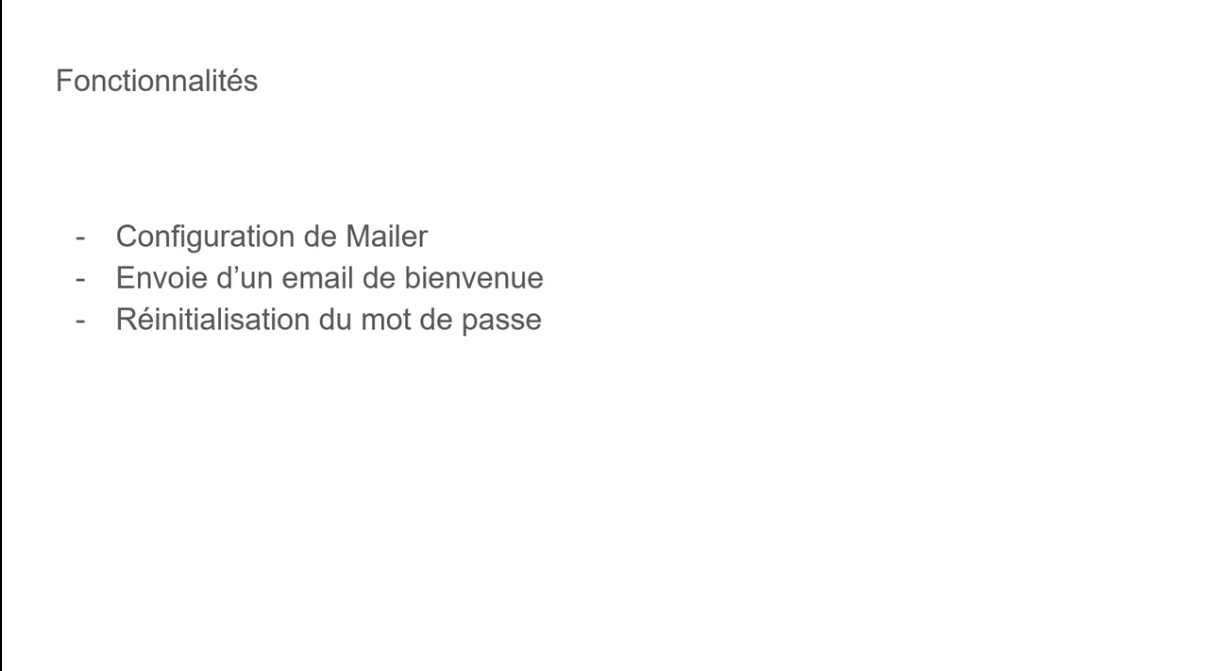 Fonctionnalités
- Configuration de Mailer
- Envoie d’un email de bienvenue
- Réinitialisation du mot de passe